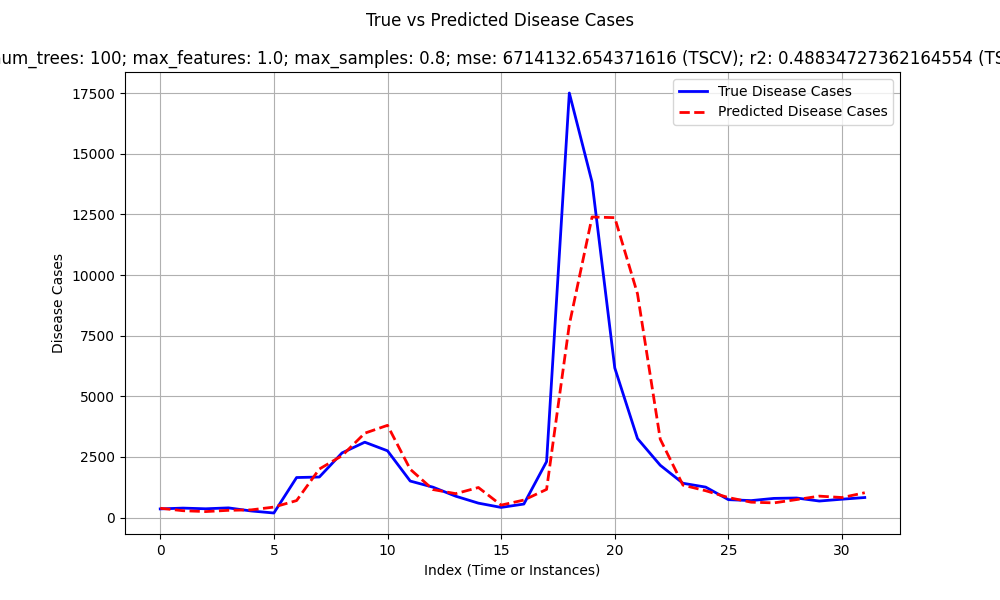 True vs Predicted Disease Cases
num_trees: 100; max_features: 1.0; max_samples: 0.8; mse: 6714132.654371616 (TSCV); r2: 0.48834727362164554 (TS
True Disease Cases
Predicted Disease Cases
17500
15000
12500
10000
7500
5000
2500
0
Disease Cases
0 5 10 15 20 25 30
Index (Time or Instances)